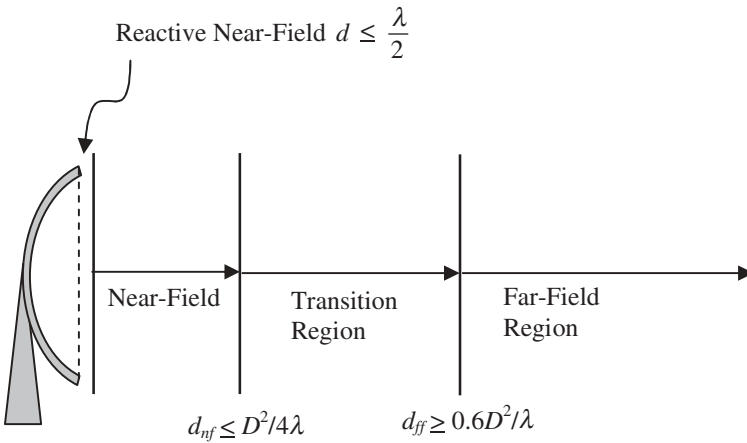 Reactive Near-Field d ≤ λ/2
Near-Field
Transition
Region
Far-Field
Region
d_nf ≤ D²/4λ
d_ff ≥ 0.6D²/λ